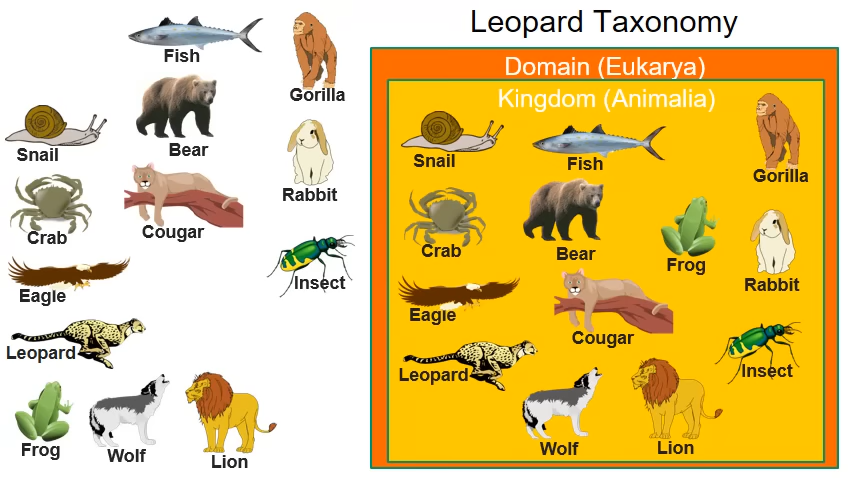 Fish
Gorilla
Snail
Bear
Rabbit
Crab
Cougar
Eagle
Insect
Leopard
Frog
Wolf
Lion
Leopard Taxonomy
Domain (Eukarya)
Kingdom (Animalia)
Snail
Fish
Gorilla
Crab
Bear
Frog
Rabbit
Eagle
Cougar
Leopard
Insect
Wolf
Lion